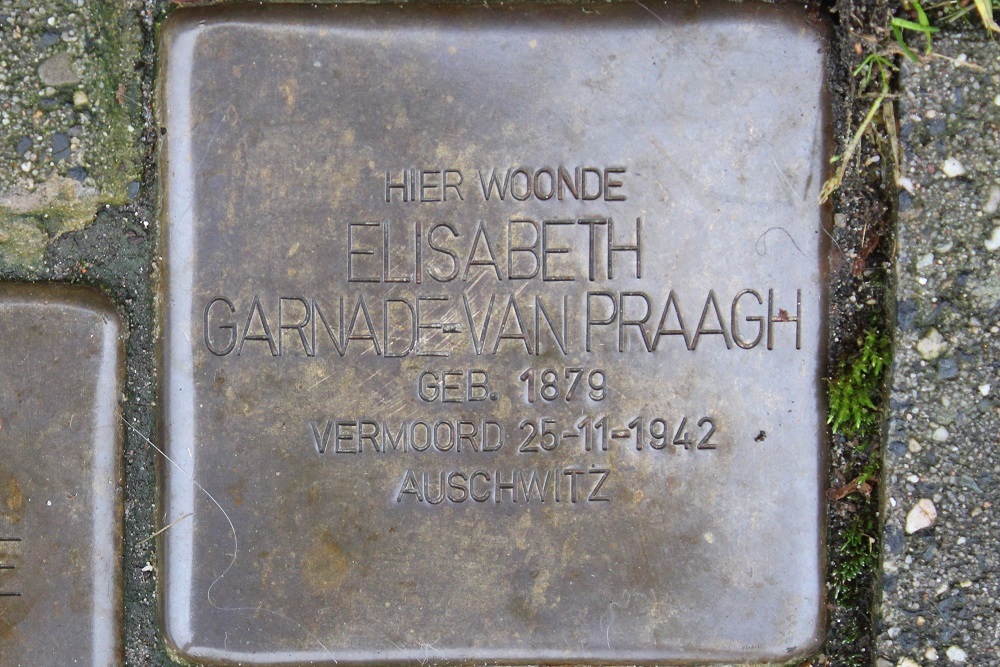 HIER WOONDE
ELISABETH
GARNADE-VAN PRAAGH
GEB. 1879
VERMOORD 25-11-1942
AUSCHWITZ